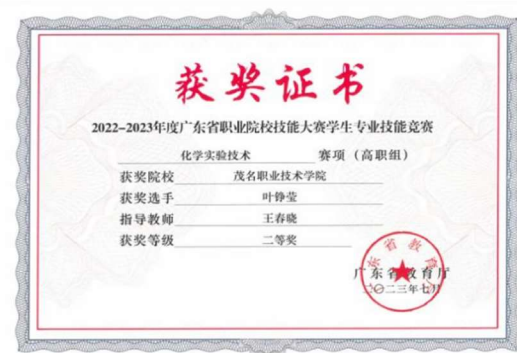 获奖证书
2022-2023年度广东省职业院校技能大赛学生专业技能竞赛
化学实验技术 赛项（高职组）
获奖院校 茂名职业技术学院
获奖选手 叶铮莹
指导教师 王春晓
获奖等级 二等奖
广东省教育厅
二〇二三年七月